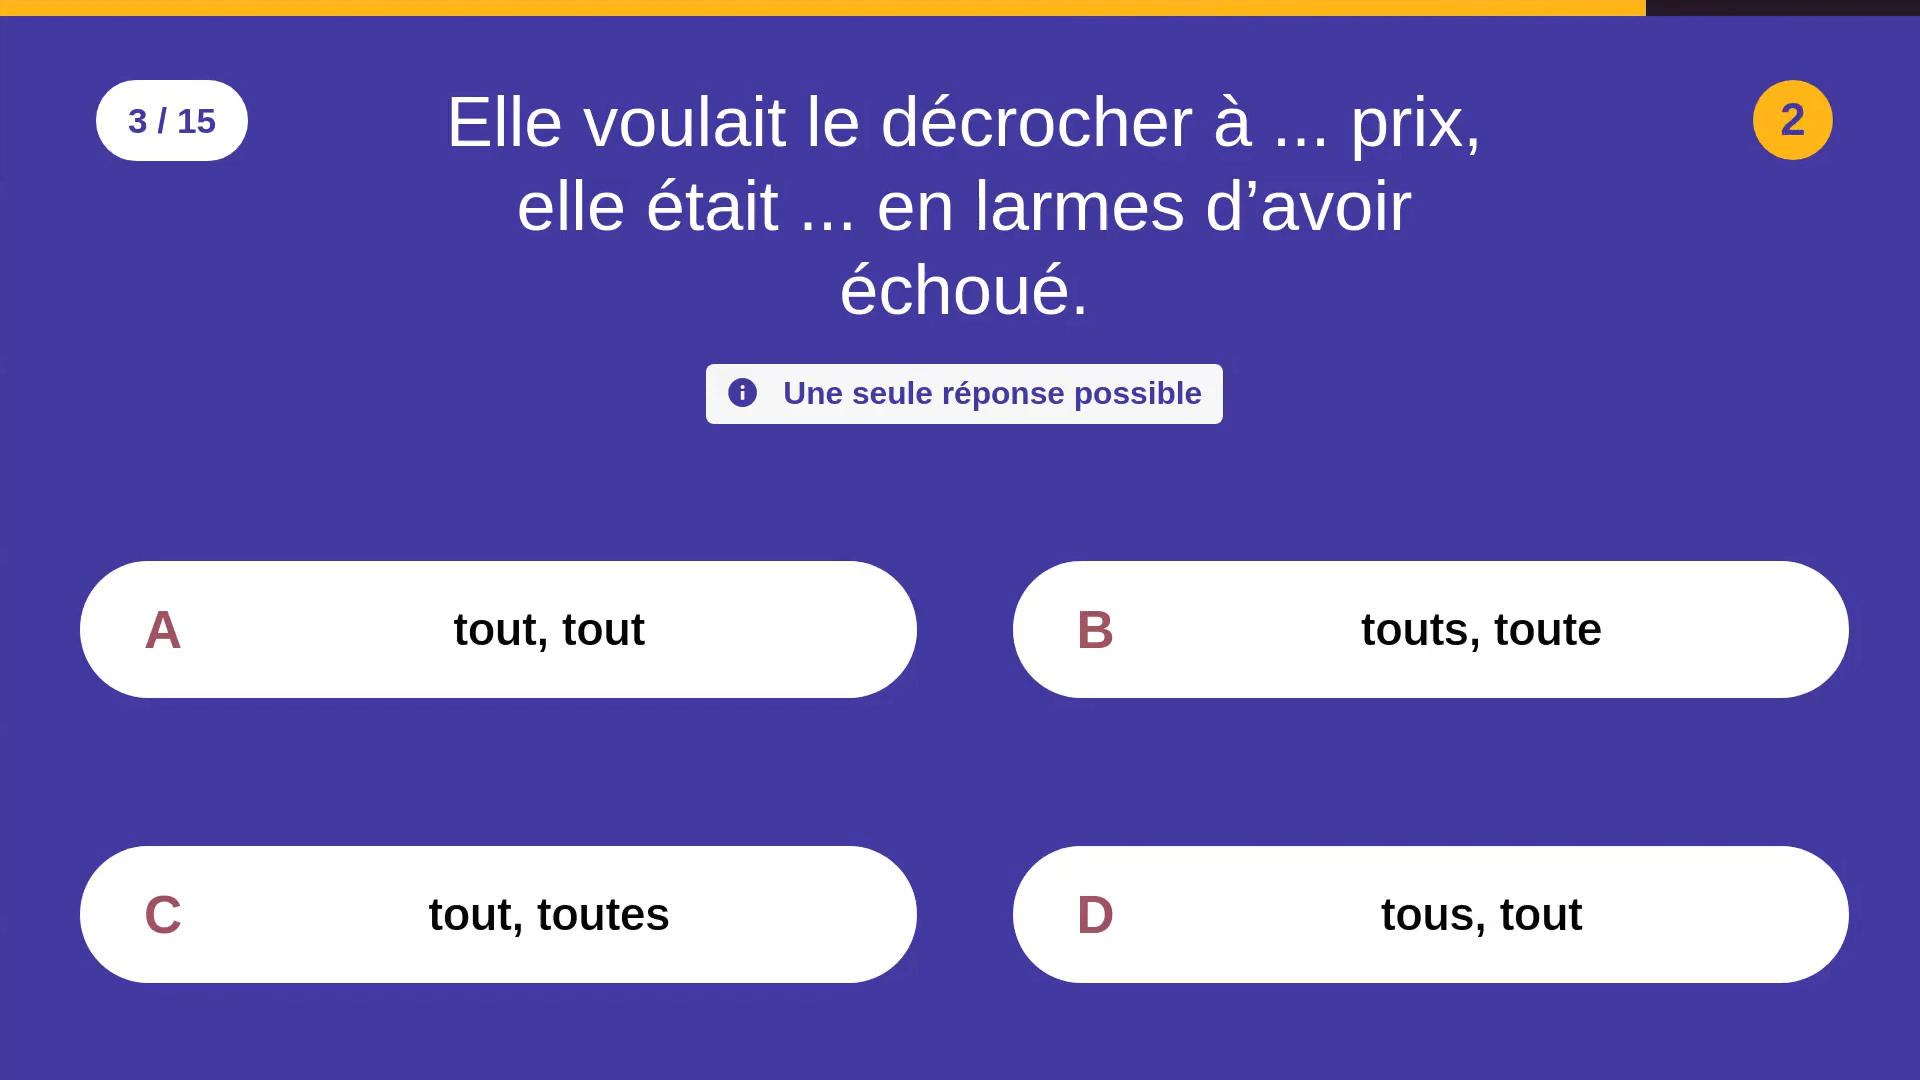 3 / 15
Elle voulait le décrocher à ... prix,
elle était ... en larmes d’avoir
échoué.
2
Une seule réponse possible
A
tout, tout
B
touts, toute
C
tout, toutes
D
tous, tout